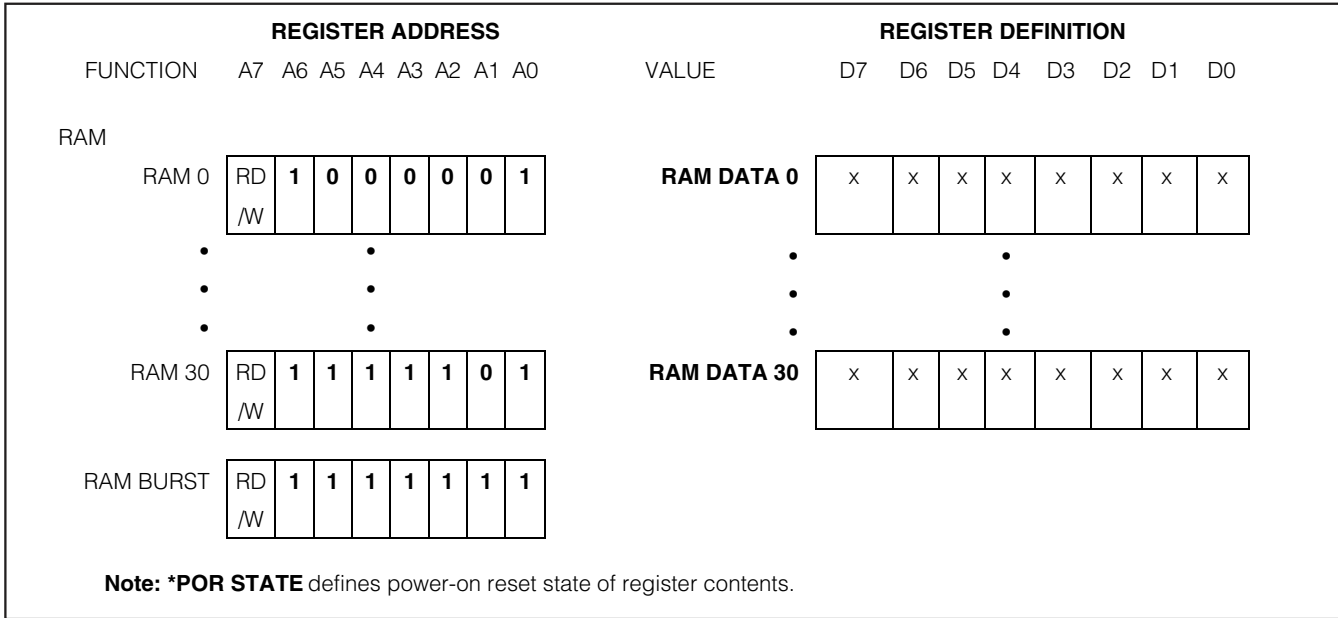 REGISTER ADDRESS REGISTER DEFINITION
FUNCTION A7 A6 A5 A4 A3 A2 A1 A0 VALUE D7 D6 D5 D4 D3 D2 D1 D0
RAM
RAM 0 RD 1 0 0 0 0 0 1 RAM DATA 0 x x x x x x x x
/W
• • • •
• • • •
• • • •
RAM 30 RD 1 1 1 1 1 0 1 RAM DATA 30 x x x x x x x x
/W
RAM BURST RD 1 1 1 1 1 1 1
/W
Note: *POR STATE defines power-on reset state of register contents.